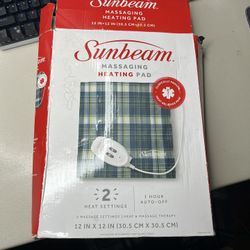 Sunbeam
MASSAGING
HEATING PAD
12 IN × 12 IN (30.5 CM × 30.5 CM)
Sunbeam
MASSAGING
HEATING PAD
Sunbeam
2
HEAT SETTINGS
1 HOUR
AUTO-OFF
12 IN X 12 IN (30.5 CM X 30.5 CM)